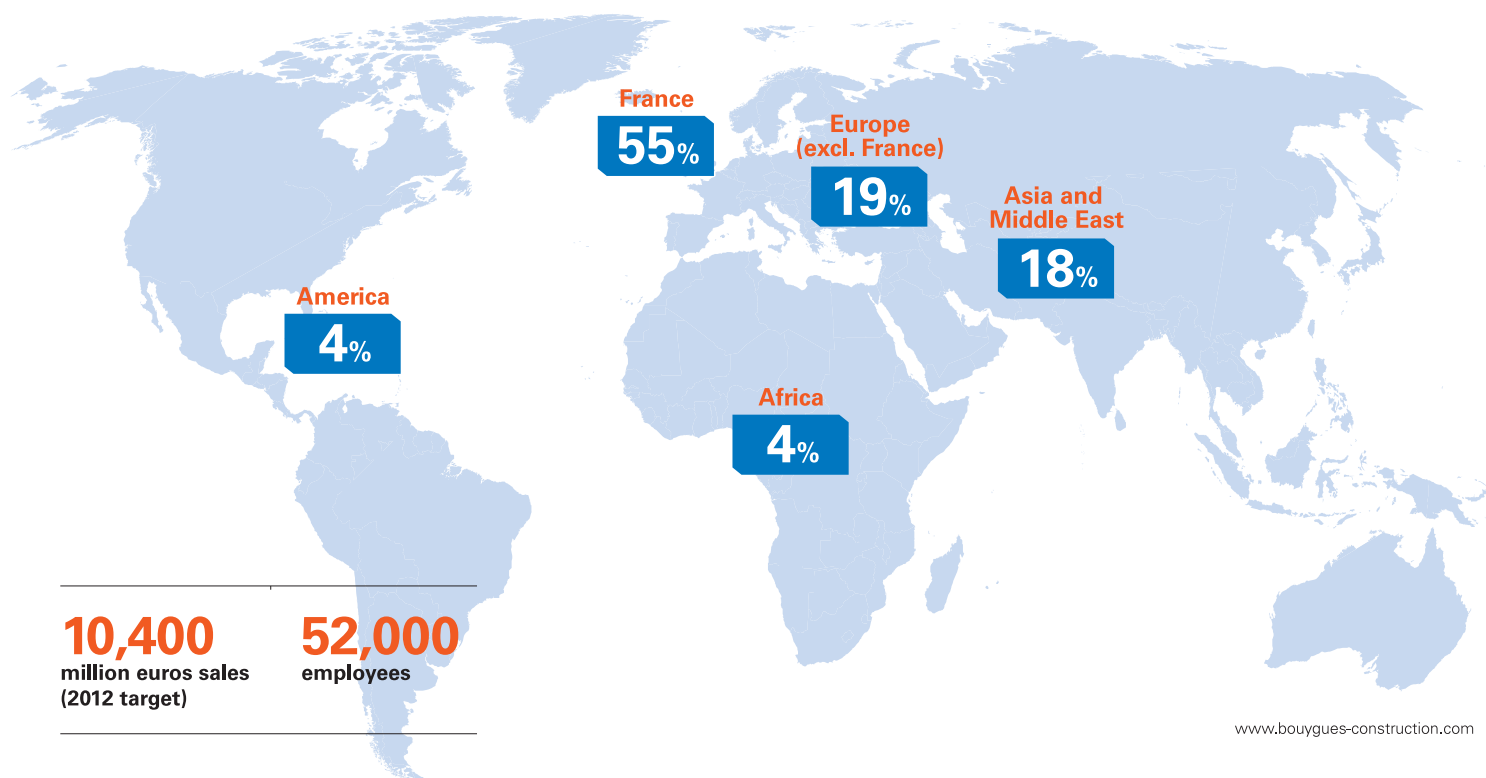 France
55%
Europe
(excl. France)
19%
Asia and
Middle East
18%
America
4%
Africa
4%
10,400
million euros sales
(2012 target)
52,000
employees
www.bouygues-construction.com